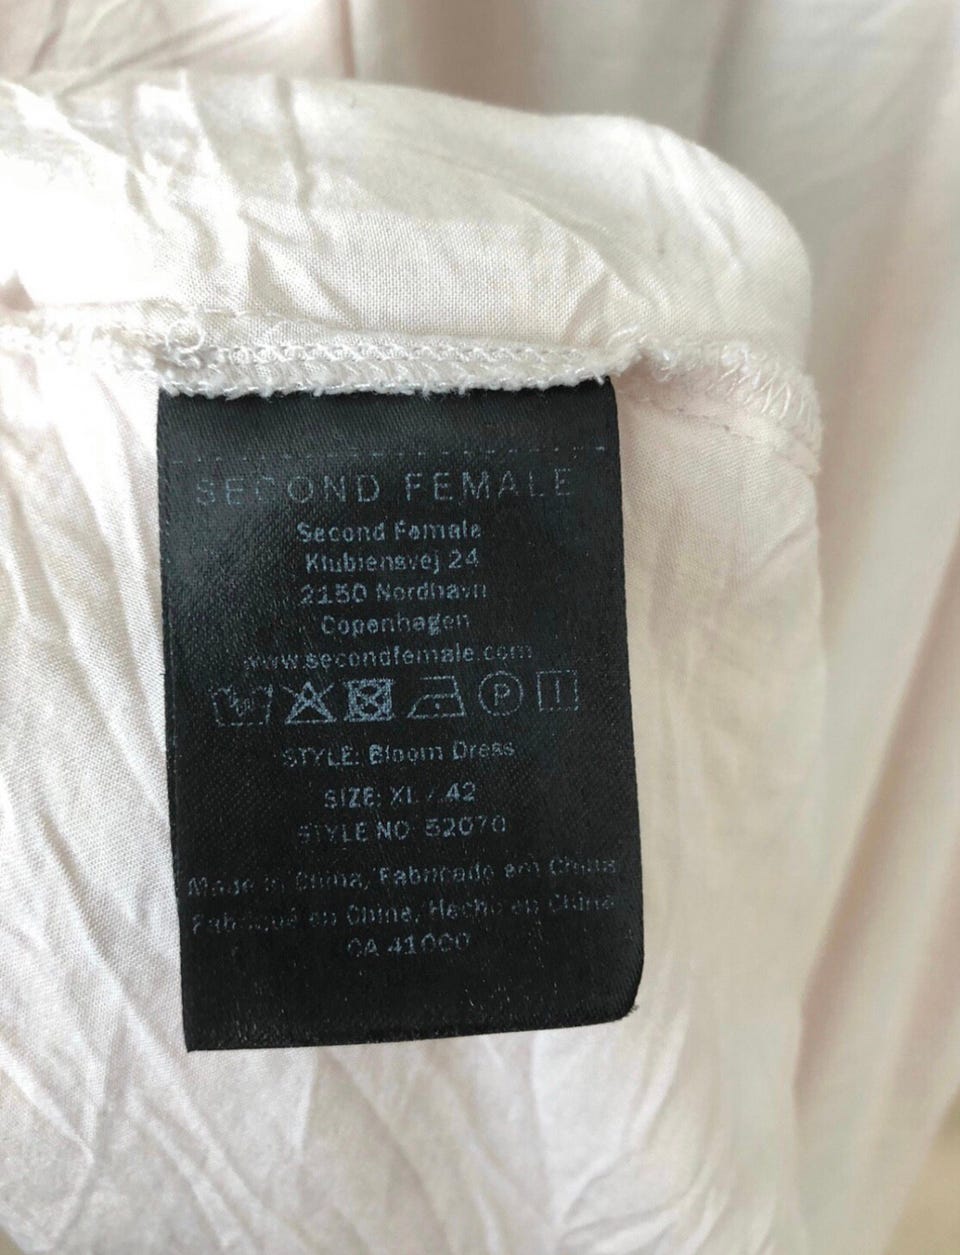 SECOND FEMALE
Second Female
Klubiensvej 24
2150 Nordhavn
Copenhagen
www.secondfemale.com
P
STYLE: Bloom Dress
SIZE: XL / 42
STYLE NO: 52070
Made in China, Fabricado em China
Fabriqué en China, Hecho en China
CA 41000